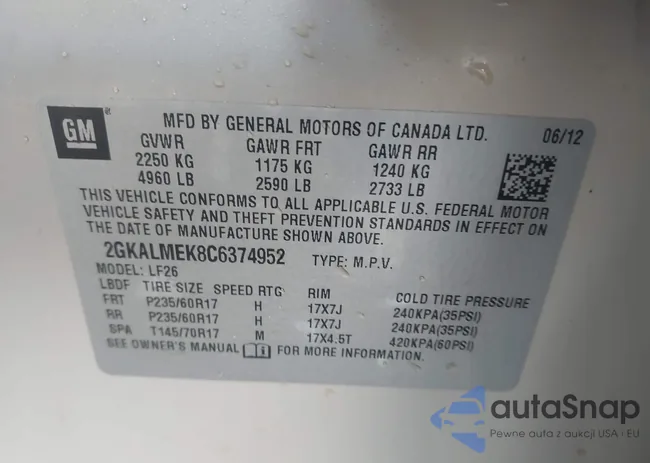 GM
MFD BY GENERAL MOTORS OF CANADA LTD. 06/12
GVWR GAWR FRT GAWR RR
2250 KG 1175 KG 1240 KG
4960 LB 2590 LB 2733 LB
THIS VEHICLE CONFORMS TO ALL APPLICABLE U.S. FEDERAL MOTOR
VEHICLE SAFETY AND THEFT PREVENTION STANDARDS IN EFFECT ON
THE DATE OF MANUFACTURE SHOWN ABOVE.
2GKALMEK8C6374952 TYPE: M.P.V.
MODEL: LF26
LBDF TIRE SIZE SPEED RTG RIM COLD TIRE PRESSURE
FRT P235/60R17 H 17X7J 240KPA(35PSI)
RR P235/60R17 H 17X7J 240KPA(35PSI)
SPA T145/70R17 M 17X4.5T 420KPA(60PSI)
SEE OWNER'S MANUAL FOR MORE INFORMATION.
autaSnap
Pewne auta z aukcji USA i EU